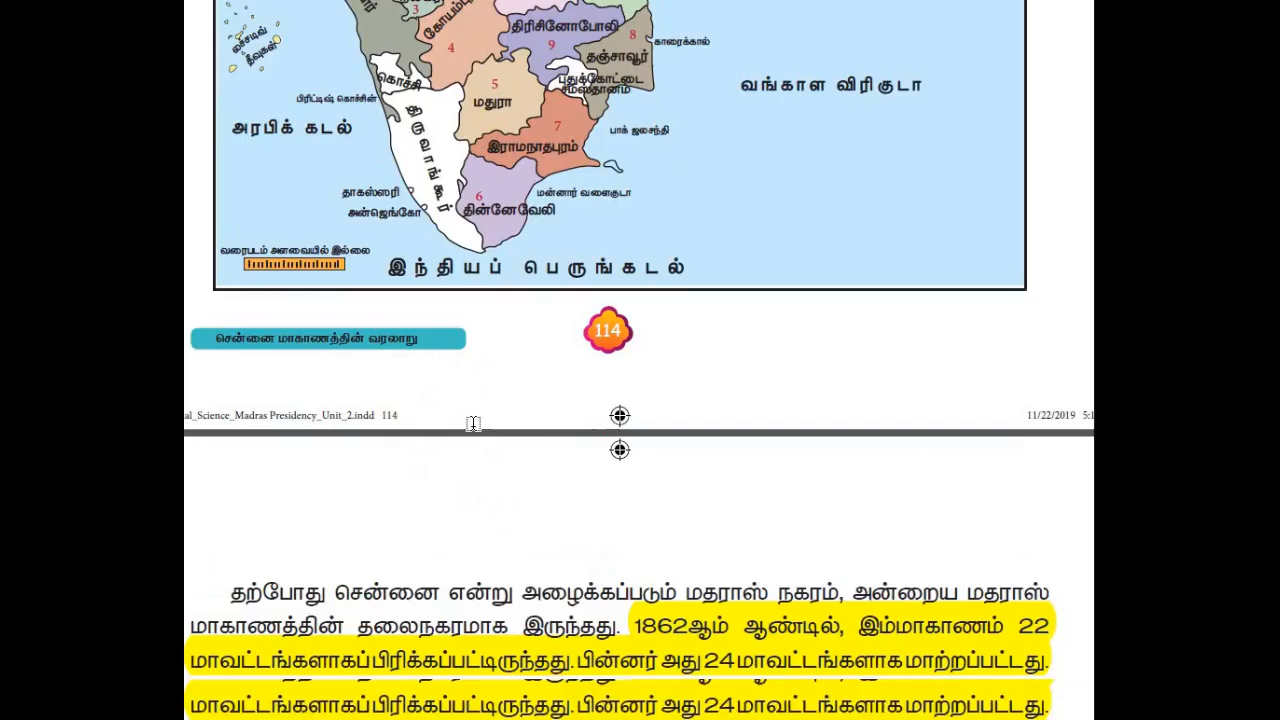 3
கோயம்பு
4
திரிசினோபோலி
9
8
காரைக்கால்
தஞ்சாவூர்
லட்சத்தீவ்
தீவுகள்
கொச்சி
5
மதுரா
புதுக்கோட்டை
சமஸ்தானம்
பிரிட்டிஷ் கொச்சின்
வங்காள விரிகுடா
அரபிக் கடல்
திருவாங்கூர்
7
இராமநாதபுரம்
பாக் ஜலசந்தி
தாகஸ்ஸரி
அன்ஜெங்கோ
6
தின்னேவேலி
மன்னார் வளைகுடா
வரைபடம் அளவையில் இல்லை
இந்தியப் பெருங்கடல்
சென்னை மாகாணத்தின் வரலாறு
114
al_Science_Madras Presidency_Unit_2.indd 114
11/22/2019 5:1
தற்போது சென்னை என்று அழைக்கப்படும் மதராஸ் நகரம், அன்றைய மதராஸ்
மாகாணத்தின் தலைநகரமாக இருந்தது. 1862ஆம் ஆண்டில், இம்மாகாணம் 22
மாவட்டங்களாகப் பிரிக்கப்பட்டிருந்தது. பின்னர் அது 24 மாவட்டங்களாக மாற்றப்பட்டது.
மாவட்டங்களாகப் பிரிக்கப்பட்டிருந்தது. பின்னர் அது 24 மாவட்டங்களாக மாற்றப்பட்டது.